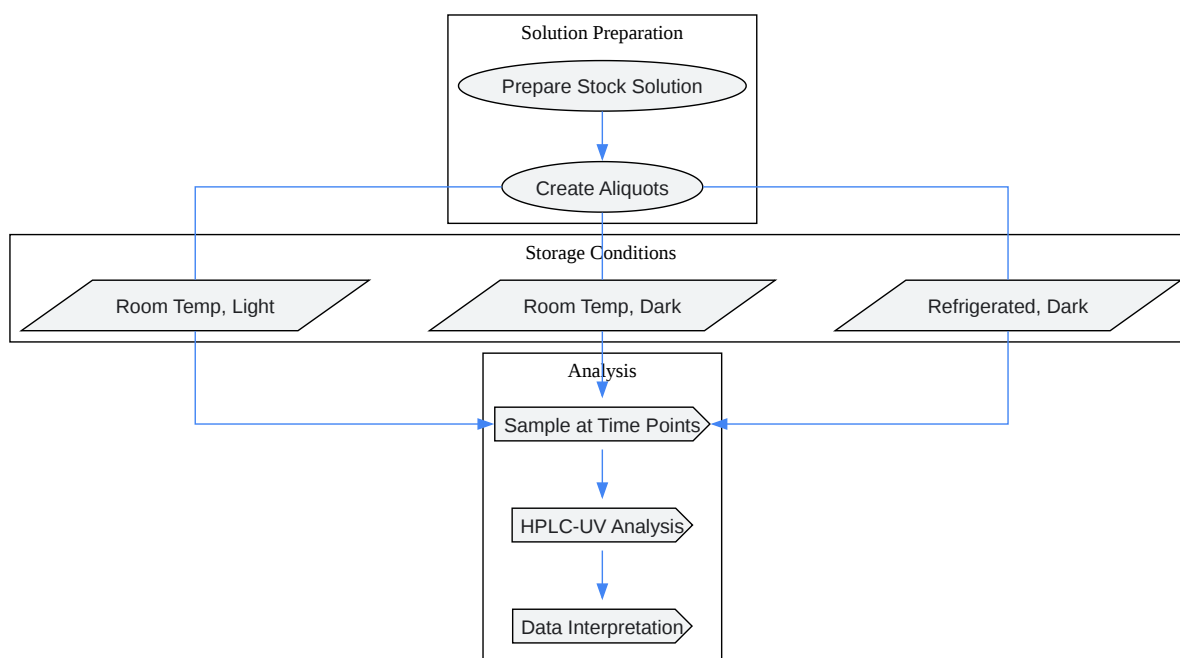 Solution Preparation
Prepare Stock Solution
Create Aliquots
Storage Conditions
Room Temp, Light
Room Temp, Dark
Refrigerated, Dark
Analysis
Sample at Time Points
HPLC-UV Analysis
Data Interpretation